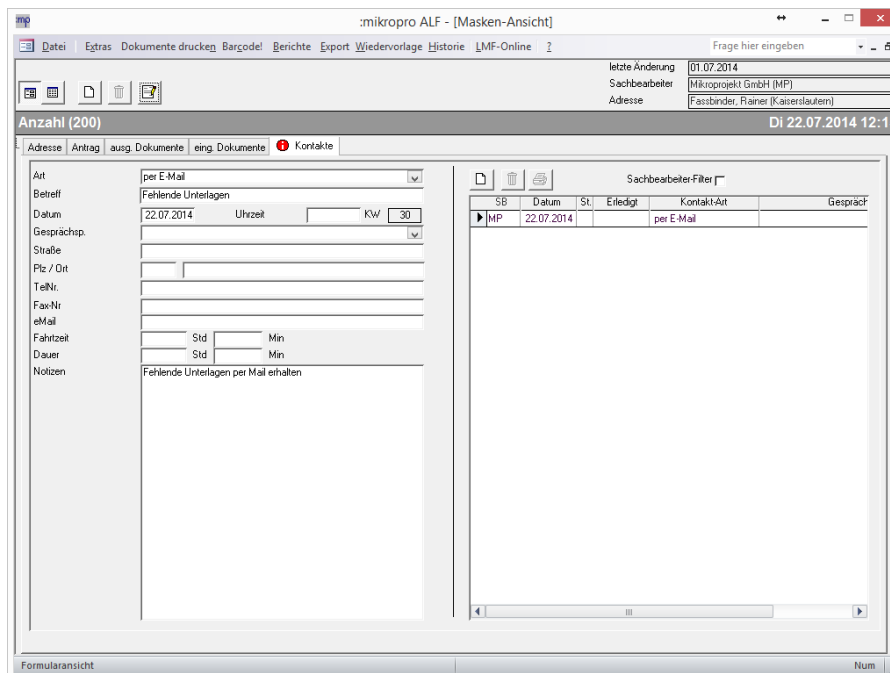 :mp :mikropro ALF - [Masken-Ansicht]
Datei Extras Dokumente drucken Barcode! Berichte Export Wiedervorlage Historie LMF-Online ? Frage hier eingeben
letzte Änderung 01.07.2014
Sachbearbeiter Mikroprojekt GmbH (MP)
Adresse Fassbinder, Rainer (Kaiserslautern)
Anzahl (200) Di 22.07.2014 12:1
Adresse Antrag ausg. Dokumente eing. Dokumente Kontakte
Art per E-Mail
Betreff Fehlende Unterlagen
Datum 22.07.2014 Uhrzeit KW 30
Gesprächsp.
Straße
Plz / Ort
TelNr.
Fax-Nr
eMail
Fahrtzeit Std Min
Dauer Std Min
Notizen Fehlende Unterlagen per Mail erhalten
Sachbearbeiter-Filter
SB Datum St. Erledigt Kontakt-Art Gespräch
MP 22.07.2014 per E-Mail
Formularansicht Num